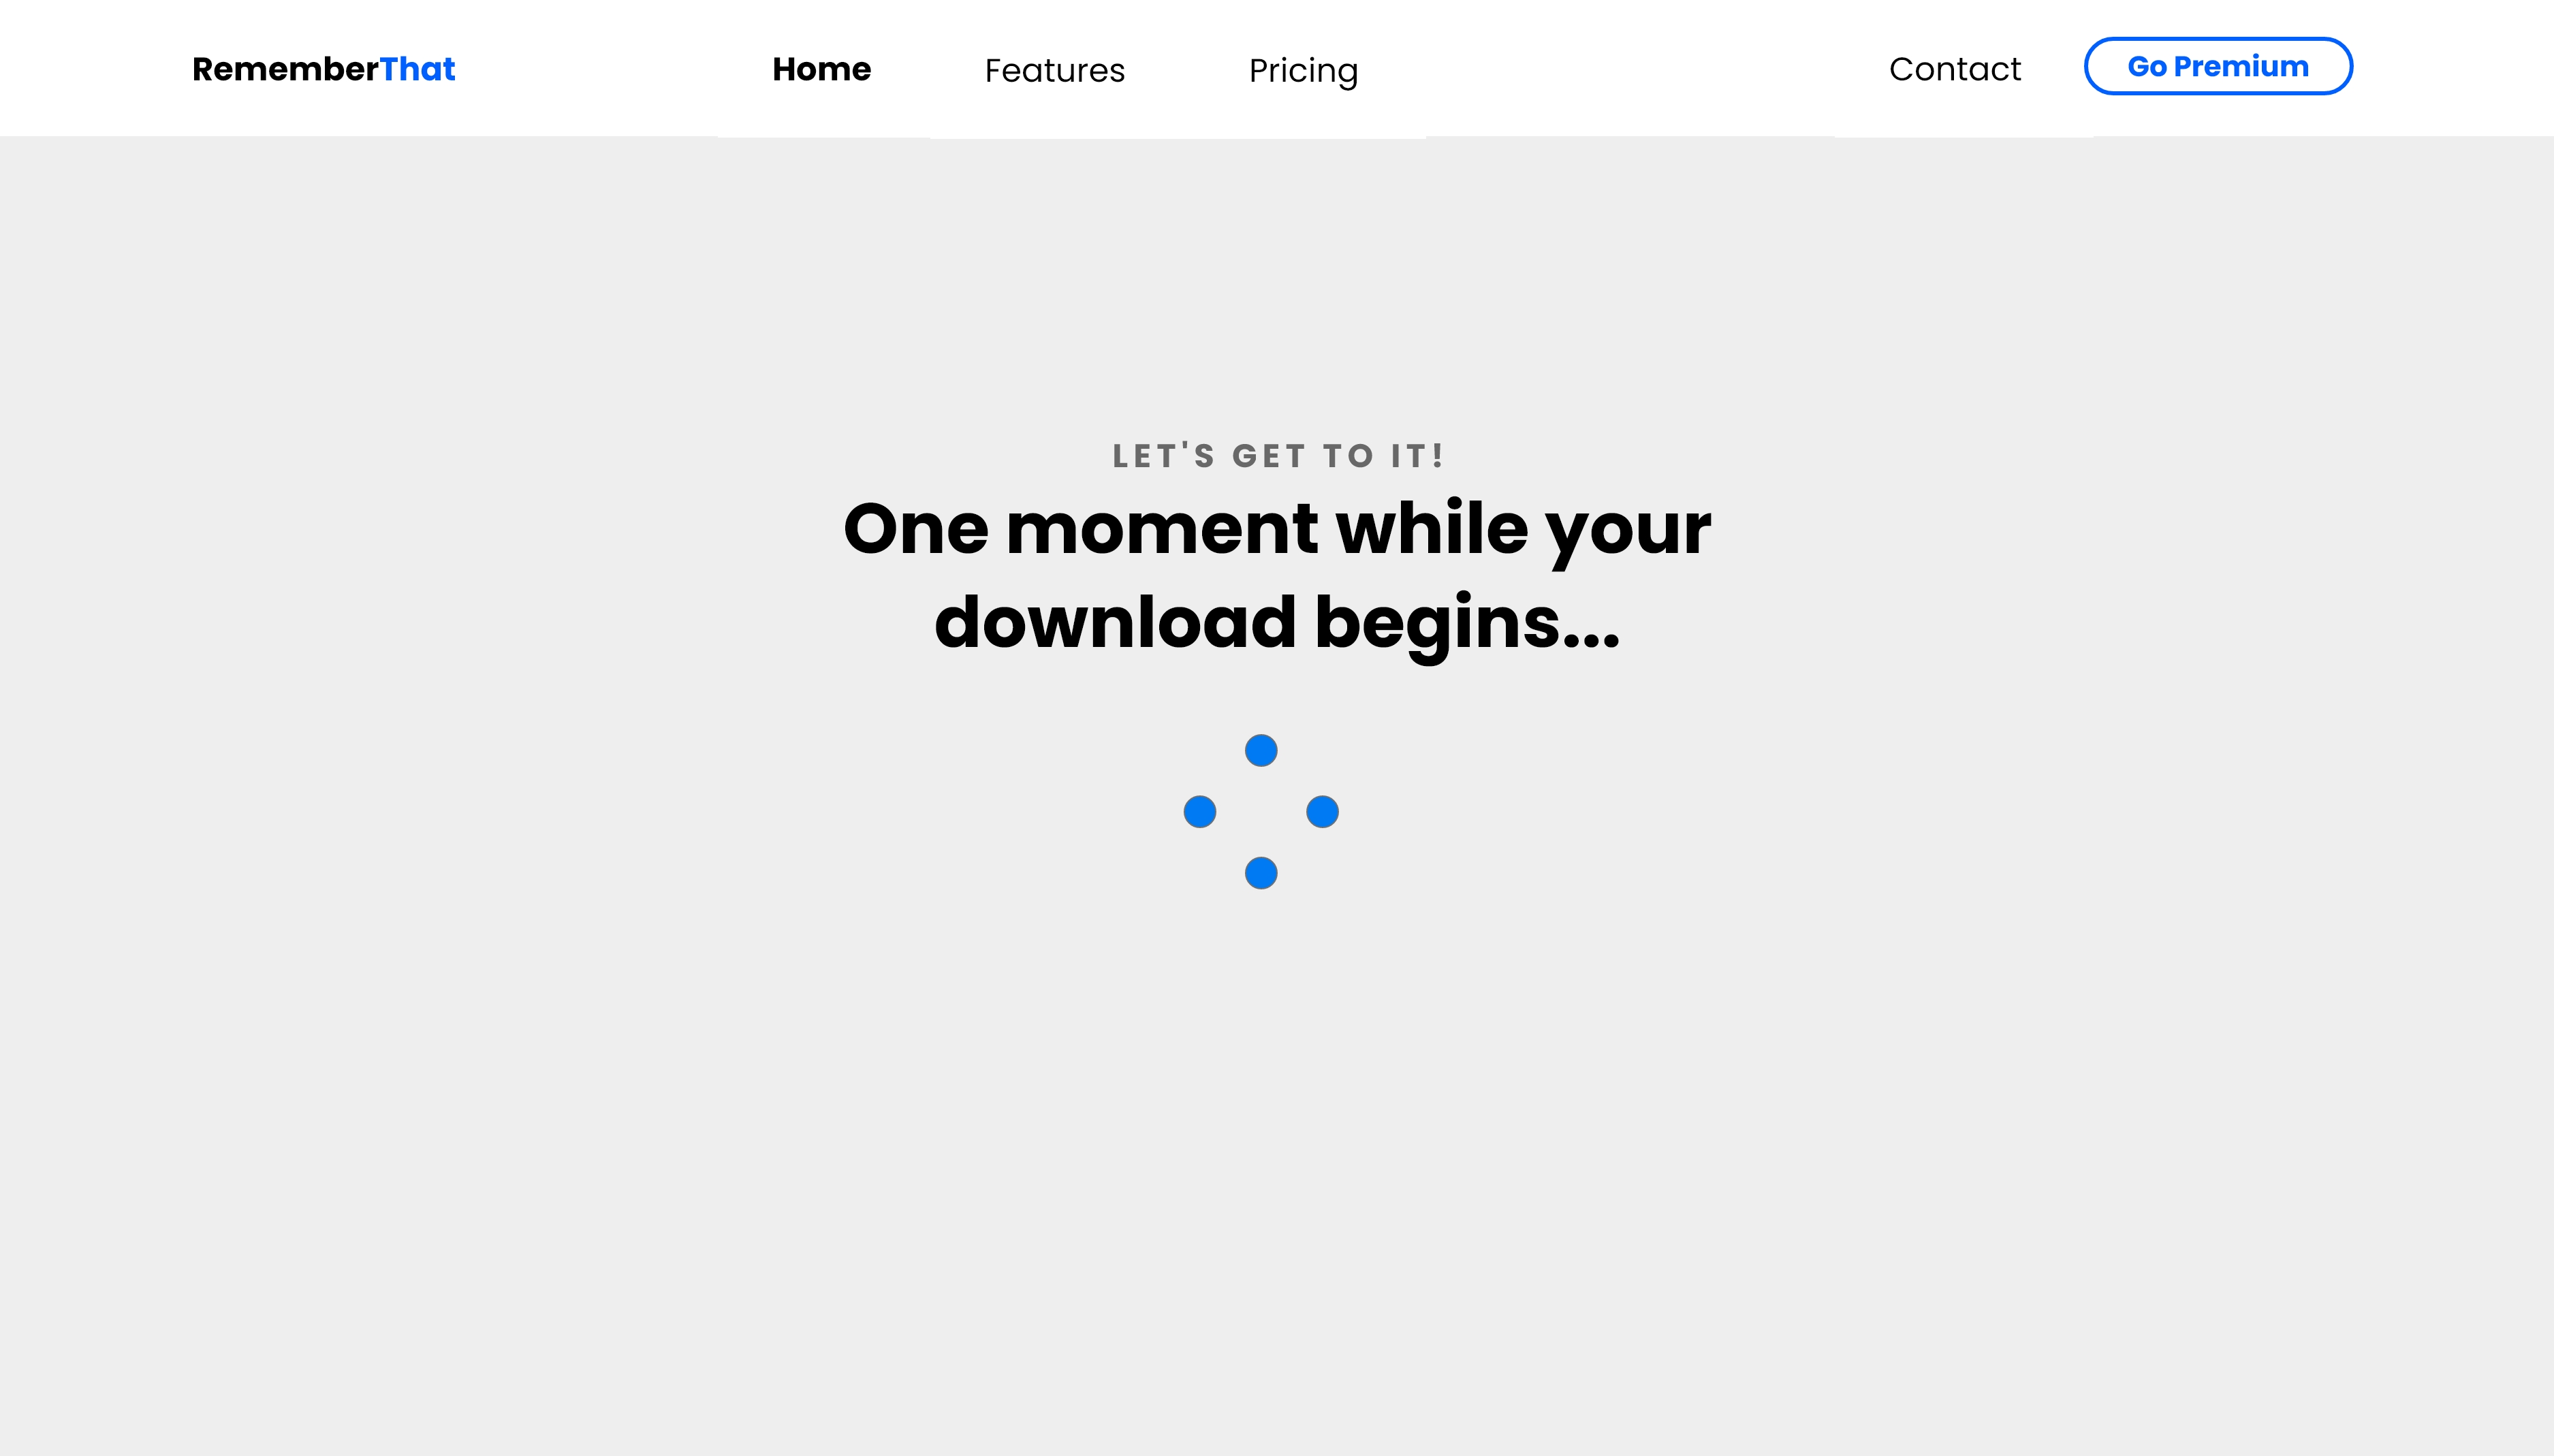 RememberThat Home Features Pricing Contact Go Premium
LET'S GET TO IT!
One moment while your
download begins...